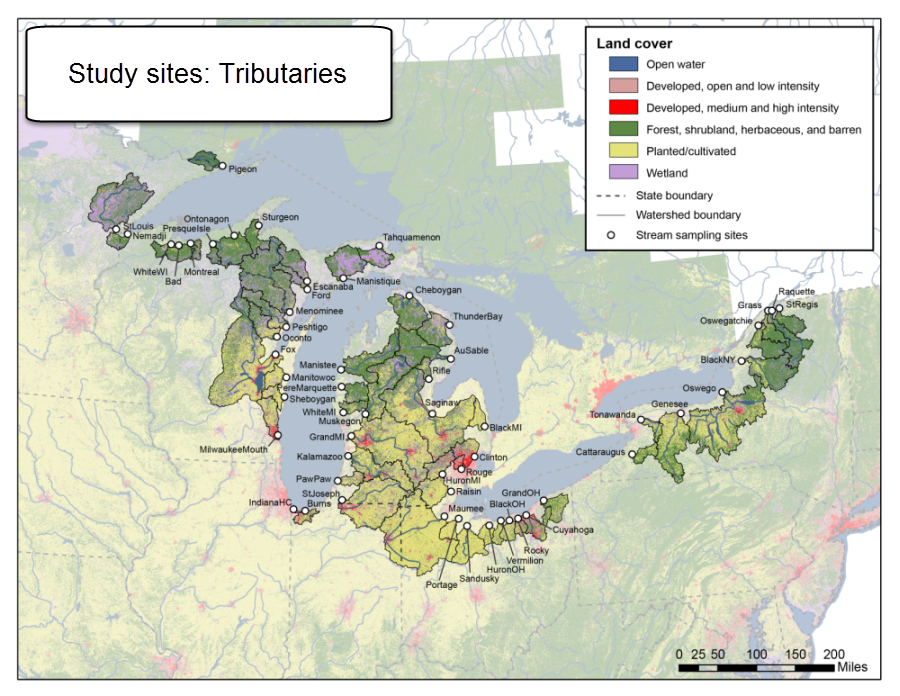 Study sites: Tributaries
Land cover
Open water
Developed, open and low intensity
Developed, medium and high intensity
Forest, shrubland, herbaceous, and barren
Planted/cultivated
Wetland
State boundary
Watershed boundary
Stream sampling sites
Pigeon
StLouis
Nemadji
PresqueIsle
Ontonagon
Sturgeon
WhiteWI
Bad
Montreal
Tahquamenon
Manistique
Escanaba
Ford
Cheboygan
Menominee
Peshtigo
Oconto
Fox
ThunderBay
AuSable
Rifle
Manistee
Manitowoc
PereMarquette
Sheboygan
WhiteMI
Muskegon
Saginaw
BlackMI
GrandMI
MilwaukeeMouth
Kalamazoo
Clinton
Rouge
HuronMI
PawPaw
Raisin
StJoseph
Burns
IndianaHC
Maumee
GrandOH
BlackOH
Cuyahoga
Rocky
Vermilion
HuronOH
Sandusky
Portage
Raquette
Grass
StRegis
Oswegatchie
BlackNY
Oswego
Genesee
Tonawanda
Cattaraugus
0 25 50 100 150 200
Miles